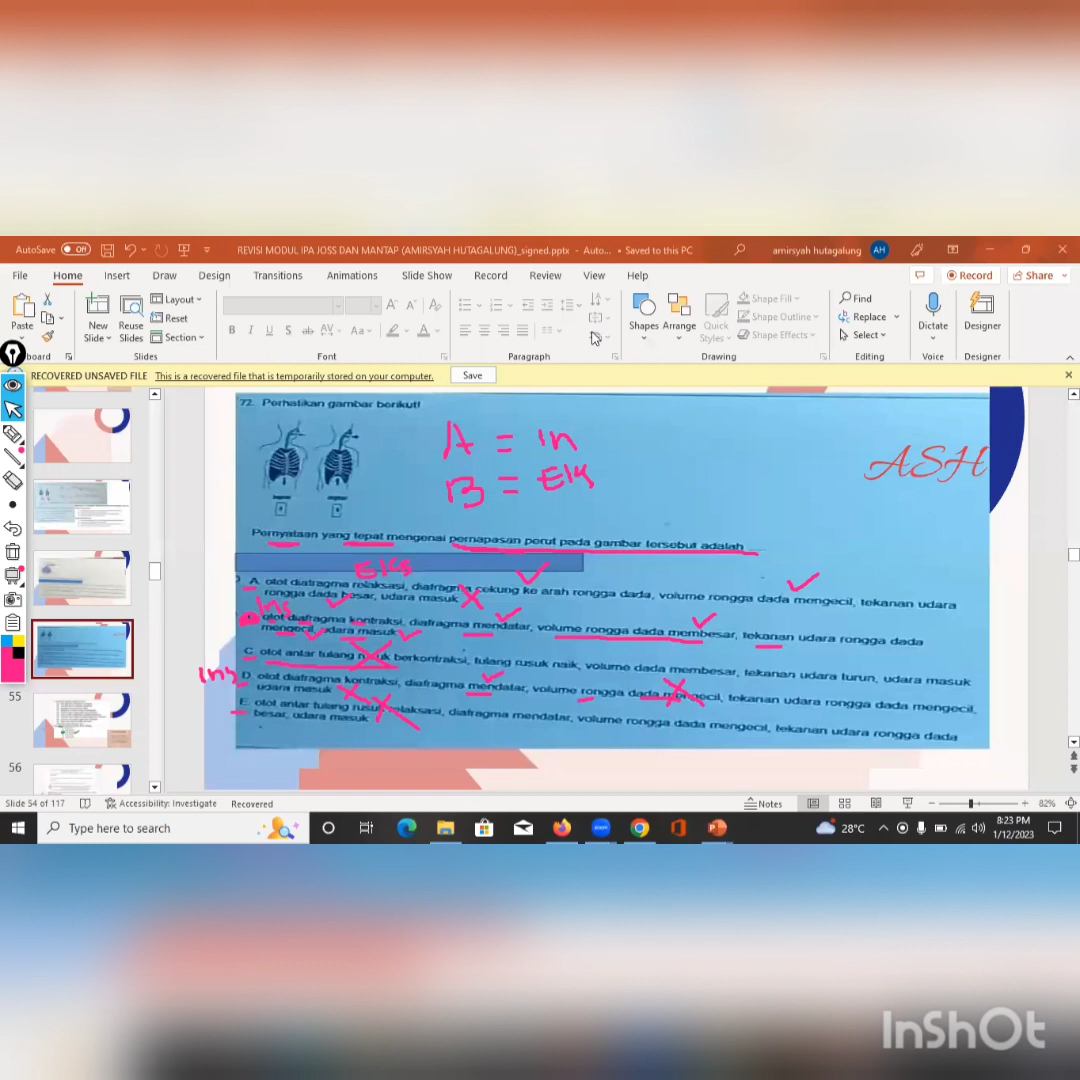 AutoSave Off REVISI MODUL IPA JOSS DAN MANTAP (AMIRSYAH HUTAGALUNG)_signed.pptx - Auto... • Saved to this PC amirsyah hutagalung AH
File Home Insert Draw Design Transitions Animations Slide Show Record Review View Help Record Share
Paste New Slide Reuse Slides Layout Reset Section Shapes Arrange Quick Styles Shape Fill Shape Outline Shape Effects Find Replace Select Dictate Designer
board Slides Font Paragraph Drawing Editing Voice Designer
RECOVERED UNSAVED FILE This is a recovered file that is temporarily stored on your computer. Save
72. Perhatikan gambar berikut!
A = in
B = Eks
ASH
Pernyataan yang tepat mengenai pernapasan perut pada gambar tersebut adalah ....
Eks
A. otot diafragma relaksasi, diafragma cekung ke arah rongga dada, volume rongga dada mengecil, tekanan udara
rongga dada besar, udara masuk
Ins
otot diafragma kontraksi, diafragma mendatar, volume rongga dada membesar, tekanan udara rongga dada
mengecil, udara masuk
C. otot antar tulang rusuk berkontraksi, tulang rusuk naik, volume dada membesar, tekanan udara turun, udara masuk
Ins
D. otot diafragma kontraksi, diafragma mendatar, volume rongga dada mengecil, tekanan udara rongga dada mengecil,
udara masuk
E. otot antar tulang rusuk relaksasi, diafragma mendatar, volume rongga dada mengecil, tekanan udara rongga dada
besar, udara masuk
55
56
Slide 54 of 117 Accessibility: Investigate Recovered Notes 82%
Type here to search 28°C 8:23 PM
1/12/2023
InShOt